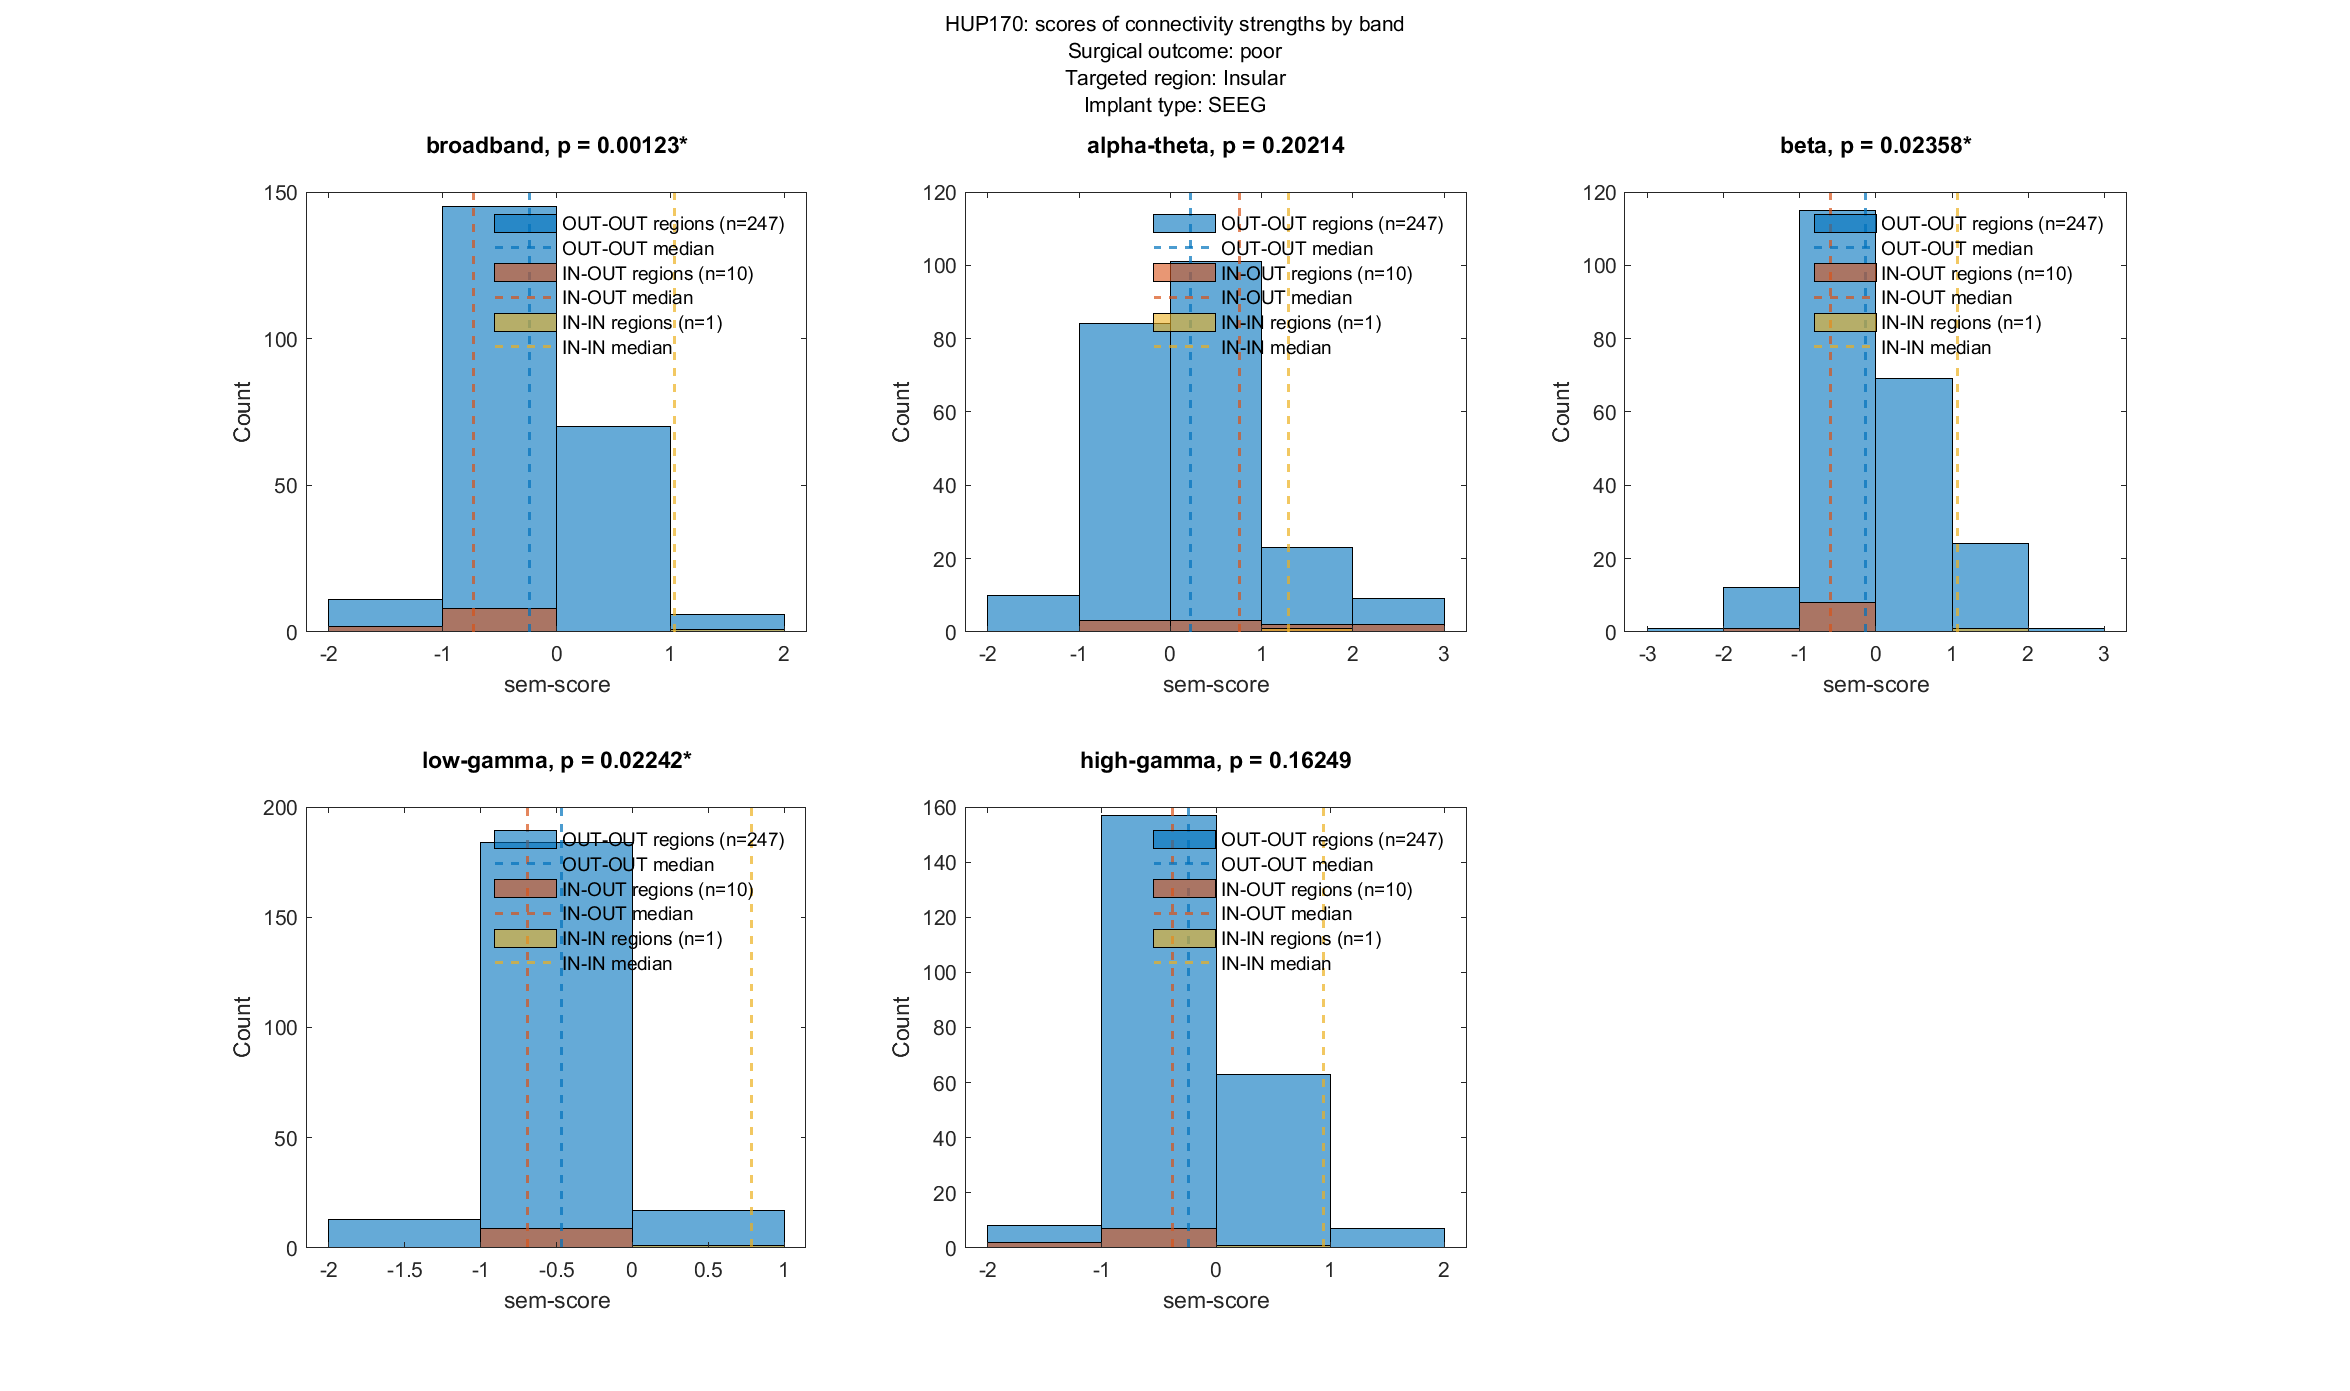 HUP170: scores of connectivity strengths by band
Surgical outcome: poor
Targeted region: Insular
Implant type: SEEG
broadband, p = 0.00123*
150
100
50
0
Count
-2 -1 0 1 2
sem-score
OUT-OUT regions (n=247)
OUT-OUT median
IN-OUT regions (n=10)
IN-OUT median
IN-IN regions (n=1)
IN-IN median
alpha-theta, p = 0.20214
120
100
80
60
40
20
0
Count
-2 -1 0 1 2 3
sem-score
OUT-OUT regions (n=247)
OUT-OUT median
IN-OUT regions (n=10)
IN-OUT median
IN-IN regions (n=1)
IN-IN median
beta, p = 0.02358*
120
100
80
60
40
20
0
Count
-3 -2 -1 0 1 2 3
sem-score
OUT-OUT regions (n=247)
OUT-OUT median
IN-OUT regions (n=10)
IN-OUT median
IN-IN regions (n=1)
IN-IN median
low-gamma, p = 0.02242*
200
150
100
50
0
Count
-2 -1.5 -1 -0.5 0 0.5 1
sem-score
OUT-OUT regions (n=247)
OUT-OUT median
IN-OUT regions (n=10)
IN-OUT median
IN-IN regions (n=1)
IN-IN median
high-gamma, p = 0.16249
160
140
120
100
80
60
40
20
0
Count
-2 -1 0 1 2
sem-score
OUT-OUT regions (n=247)
OUT-OUT median
IN-OUT regions (n=10)
IN-OUT median
IN-IN regions (n=1)
IN-IN median